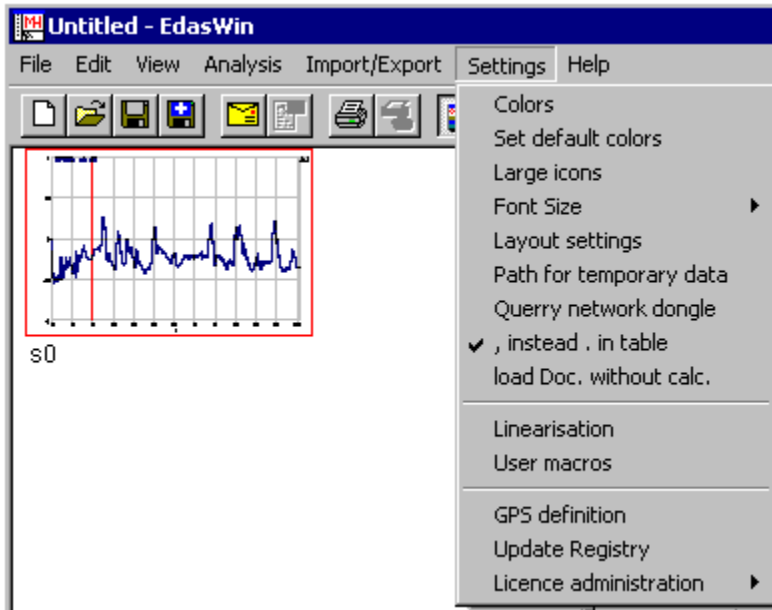 MH Untitled - EdasWin
File Edit View Analysis Import/Export Settings Help
Colors
Set default colors
Large icons
Font Size
Layout settings
Path for temporary data
Querry network dongle
, instead . in table
load Doc. without calc.
Linearisation
User macros
GPS definition
Update Registry
Licence administration
s0